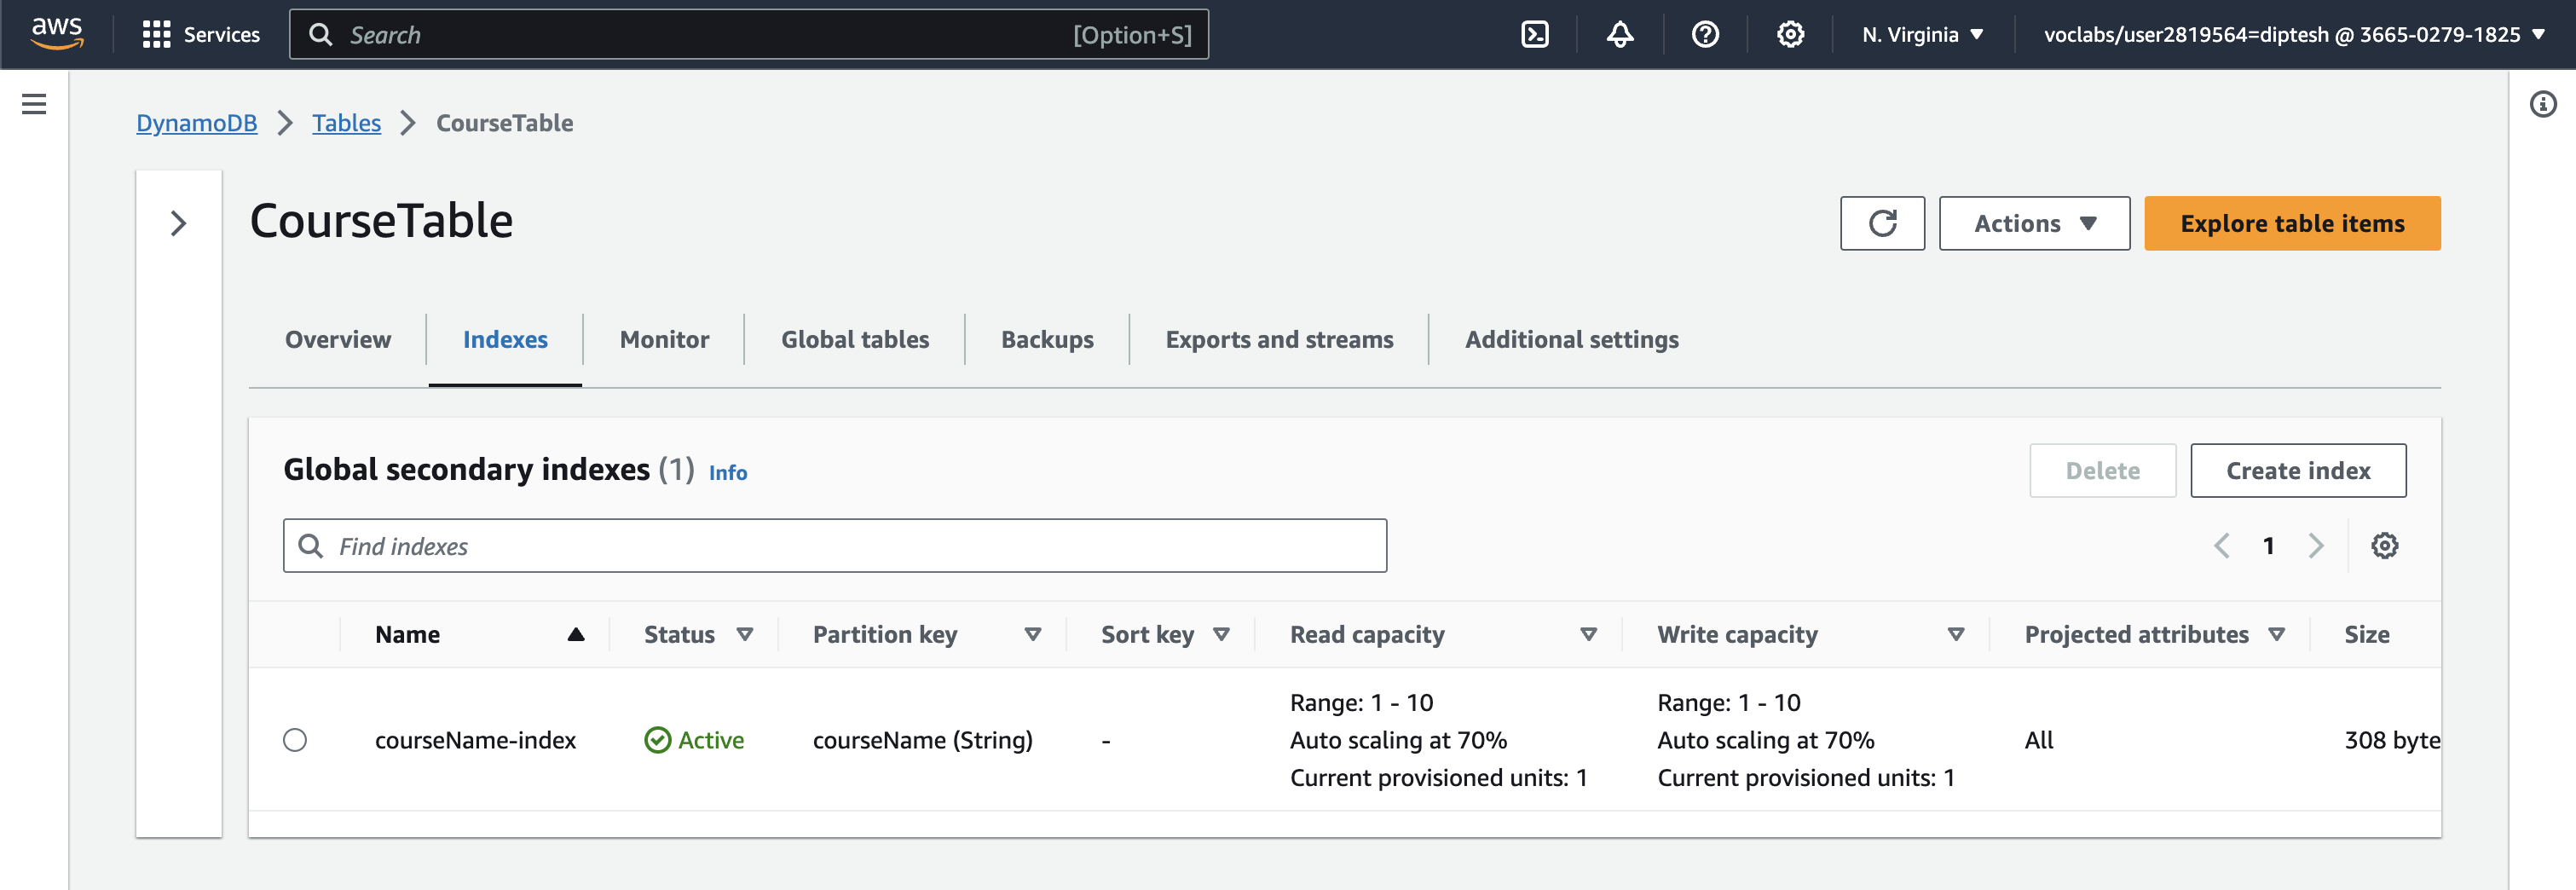 aws Services Search [Option+S] N. Virginia voclabs/user2819564=diptesh @ 3665-0279-1825
DynamoDB Tables CourseTable
CourseTable Actions Explore table items
Overview Indexes Monitor Global tables Backups Exports and streams Additional settings
Global secondary indexes (1) Info Delete Create index
Find indexes 1
Name Status Partition key Sort key Read capacity Write capacity Projected attributes Size
courseName-index Active courseName (String) - Range: 1 - 10 Range: 1 - 10 All 308 byte
Auto scaling at 70% Auto scaling at 70%
Current provisioned units: 1 Current provisioned units: 1